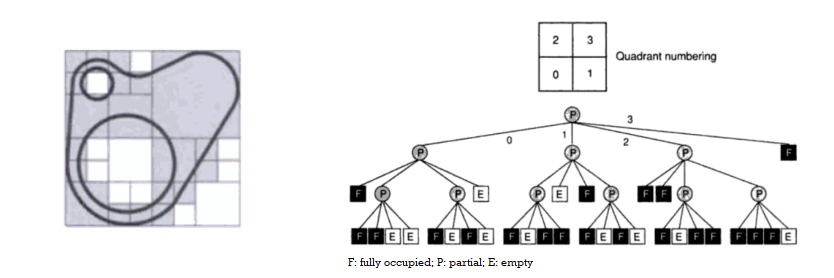 2 3
Quadrant numbering
0 1
P
3
0 1 2
P P P F
F P P E P E F P F F P P
F F E E F E F E F E F F F E F E F E F F F F F E
F: fully occupied; P: partial; E: empty